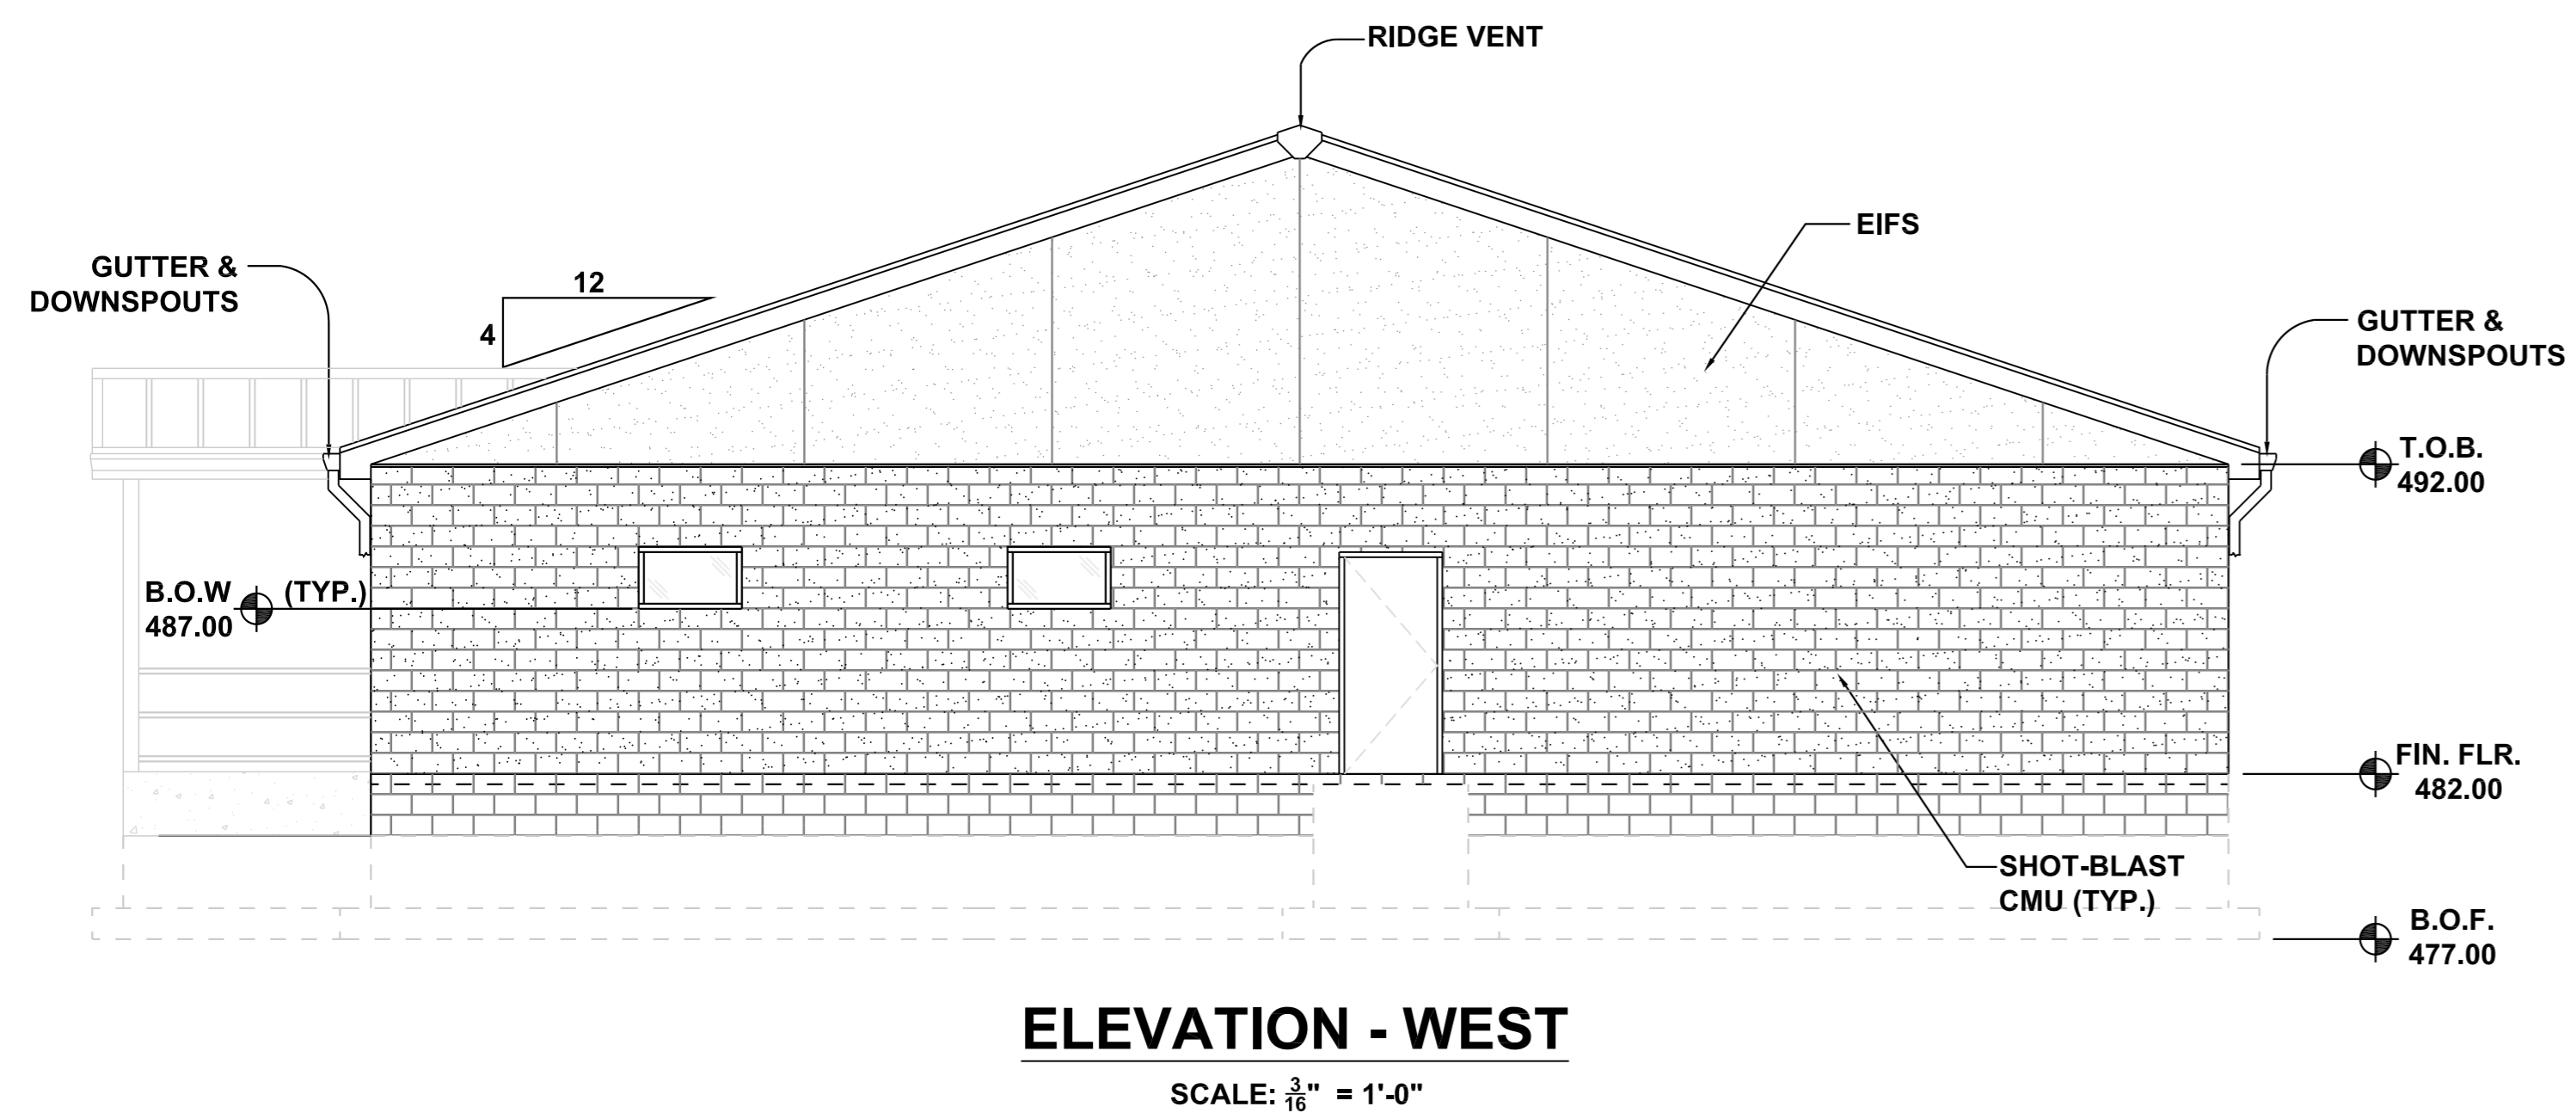 RIDGE VENT
EIFS
GUTTER &
DOWNSPOUTS
12
4
GUTTER &
DOWNSPOUTS
T.O.B.
492.00
B.O.W (TYP.)
487.00
FIN. FLR.
482.00
SHOT-BLAST
CMU (TYP.)
B.O.F.
477.00
ELEVATION - WEST
SCALE: 3/16" = 1'-0"